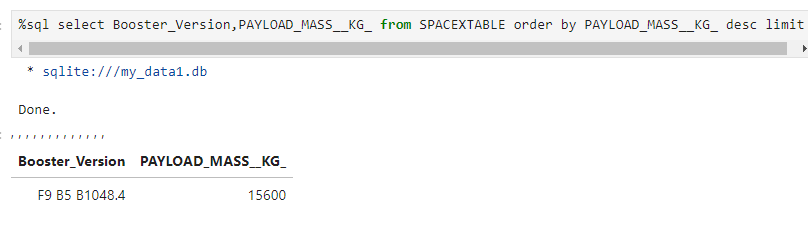 %sql select Booster_Version,PAYLOAD_MASS__KG_ from SPACEXTABLE order by PAYLOAD_MASS__KG_ desc limit
* sqlite:///my_data1.db
Done.
, , , , , , , , , , , , ,
Booster_Version PAYLOAD_MASS__KG_
F9 B5 B1048.4 15600